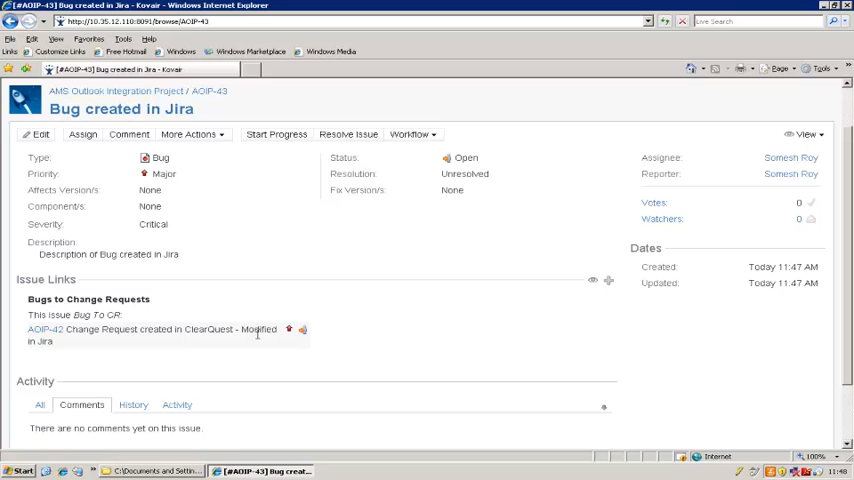 [#AOIP-43] Bug created in Jira - Kovair - Windows Internet Explorer
http://10.35.12.110:8091/browse/AOIP-43
Live Search
File Edit View Favorites Tools Help
Links Customize Links Free Hotmail Windows Windows Marketplace Windows Media
[#AOIP-43] Bug created in Jira - Kovair
Page Tools
AMS Outlook Integration Project / AOIP-43
Bug created in Jira
Edit Assign Comment More Actions Start Progress Resolve Issue Workflow View
Type: Bug Status: Open Assignee: Somesh Roy
Priority: Major Resolution: Unresolved Reporter: Somesh Roy
Affects Version/s: None Fix Version/s: None
Votes: 0
Component/s: None
Watchers: 0
Severity: Critical
Description:
Dates
Description of Bug created in Jira
Created: Today 11:47 AM
Issue Links
Updated: Today 11:47 AM
Bugs to Change Requests
This issue Bug To CR:
AOIP-42 Change Request created in ClearQuest - Modified
in Jira
Activity
All Comments History Activity
There are no comments yet on this issue.
Internet 100%
Start C:\Documents and Settin... [#AOIP-43] Bug creat... 11:48